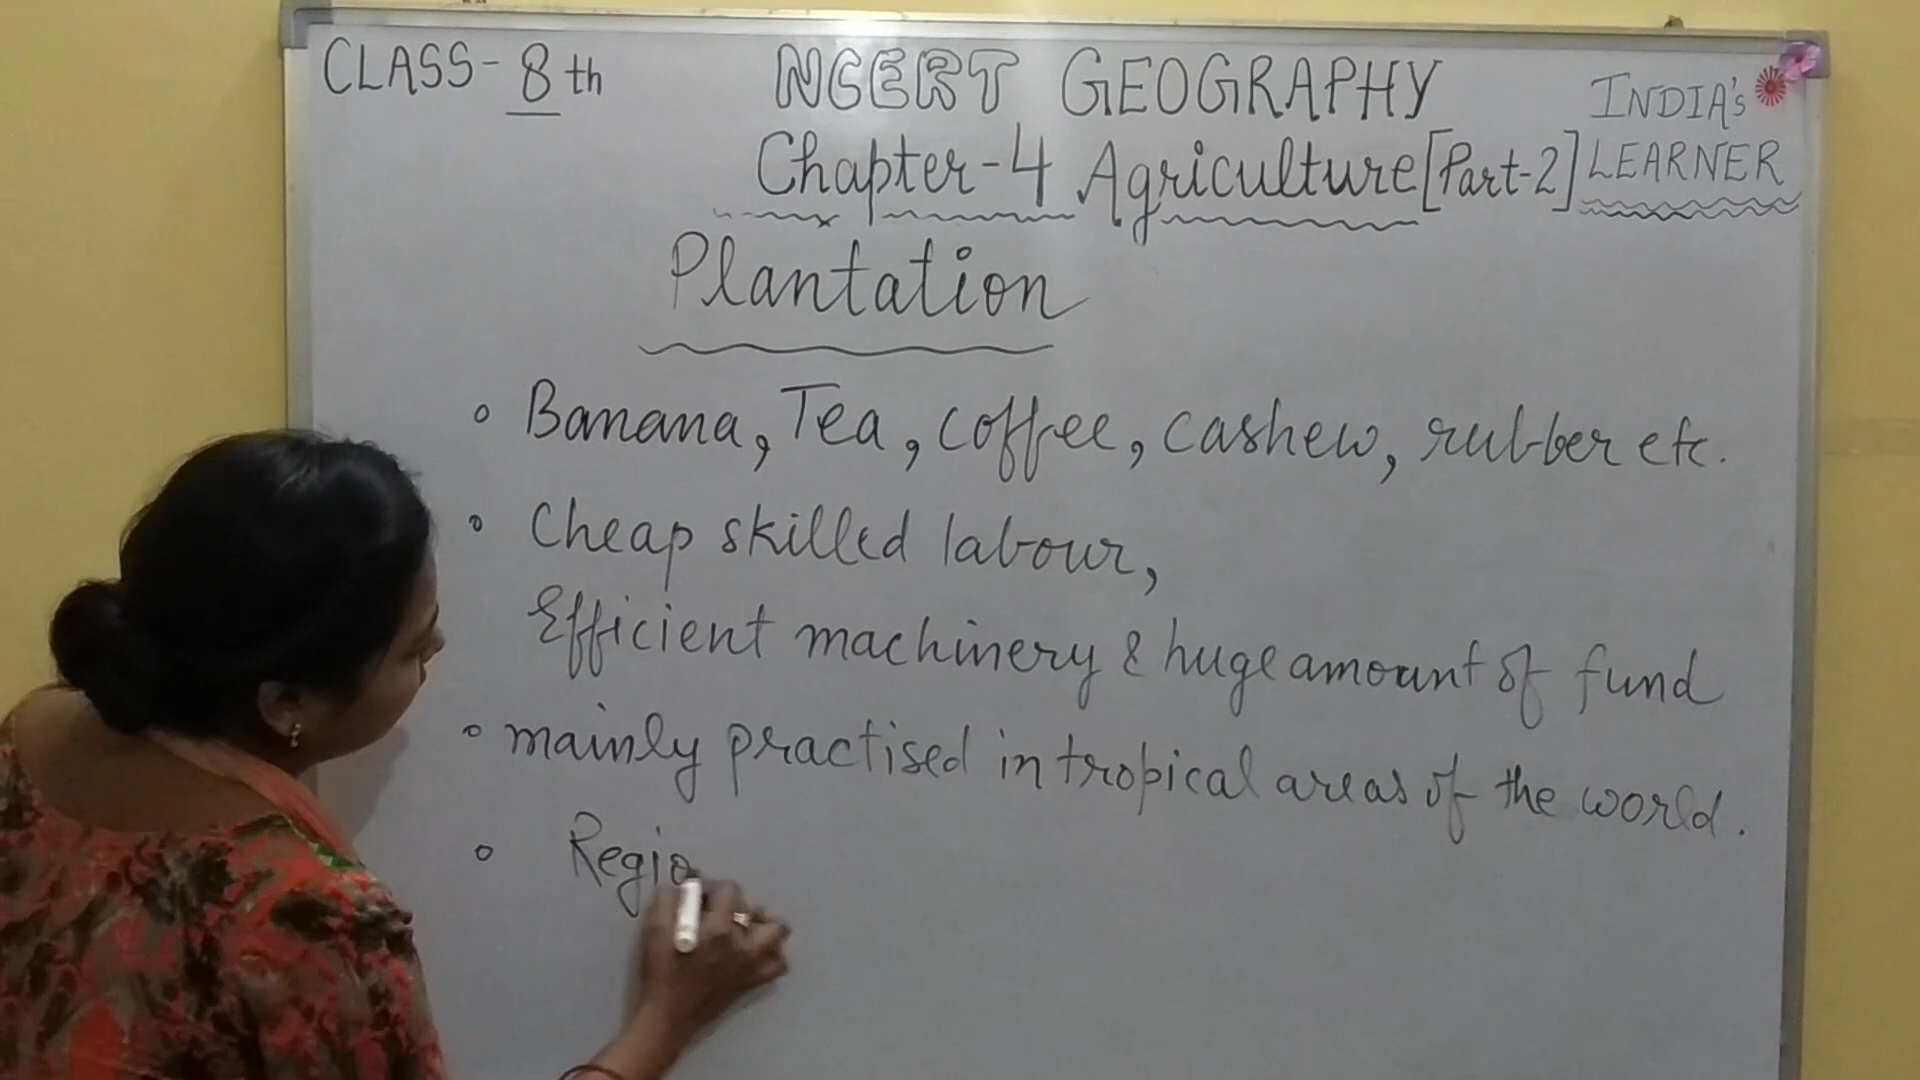 CLASS- 8th NCERT GEOGRAPHY INDIA's
Chapter-4 Agriculture [Part-2] LEARNER
Plantation
• Banana, Tea, coffee, cashew, rubber etc.
• Cheap skilled labour,
Efficient machinery & huge amount of fund
• mainly practised in tropical areas of the world.
• Regio